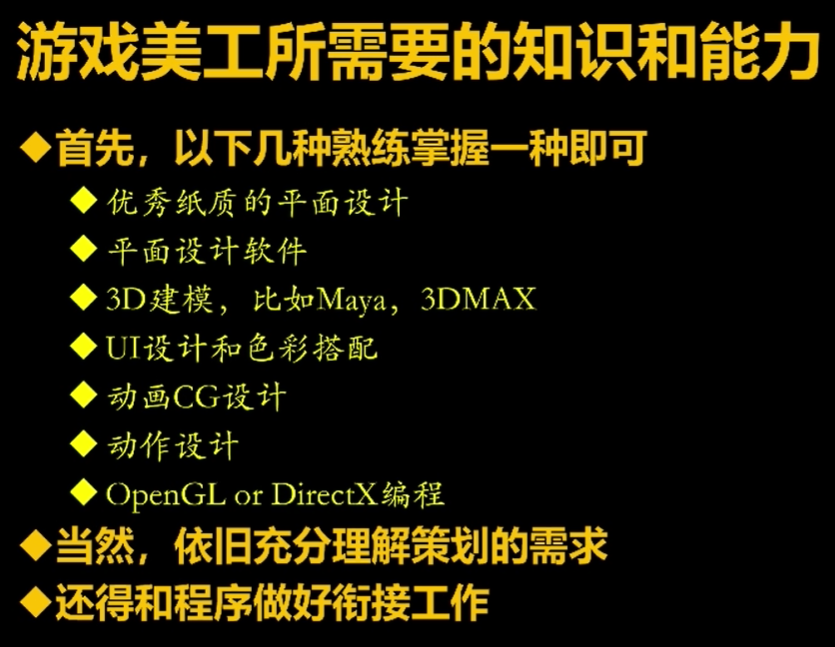 游戏美工所需要的知识和能力
◆首先，以下几种熟练掌握一种即可
◆优秀纸质的平面设计
◆平面设计软件
◆3D建模，比如Maya，3DMAX
◆UI设计和色彩搭配
◆动画CG设计
◆动作设计
◆OpenGL or DirectX编程
◆当然，依旧充分理解策划的需求
◆还得和程序做好衔接工作